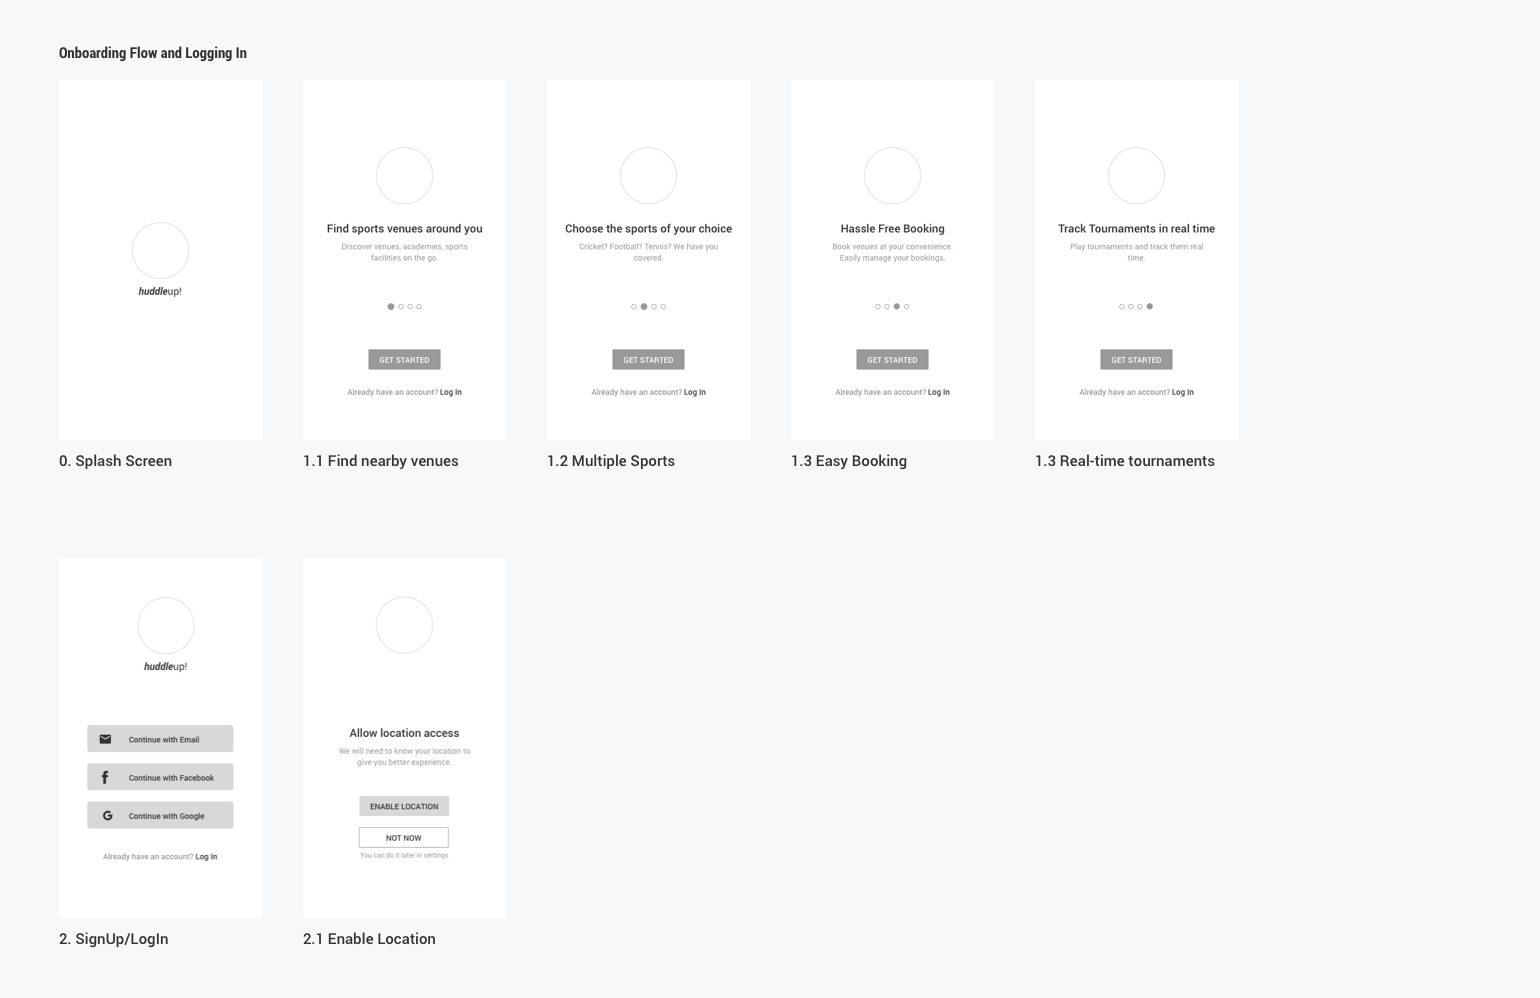 Onboarding Flow and Logging In
huddleup!
Find sports venues around you
Discover venues, academies, sports
facilities on the go.
GET STARTED
Already have an account? Log In
Choose the sports of your choice
Cricket? Football? Tennis? We have you
covered.
GET STARTED
Already have an account? Log In
Hassle Free Booking
Book venues at your convenience.
Easily manage your bookings.
GET STARTED
Already have an account? Log In
Track Tournaments in real time
Play tournaments and track them real
time.
GET STARTED
Already have an account? Log In
0. Splash Screen
1.1 Find nearby venues
1.2 Multiple Sports
1.3 Easy Booking
1.3 Real-time tournaments
huddleup!
Continue with Email
Continue with Facebook
Continue with Google
Already have an account? Log In
Allow location access
We will need to know your location to
give you better experience.
ENABLE LOCATION
NOT NOW
You can do it later in settings
2. SignUp/LogIn
2.1 Enable Location